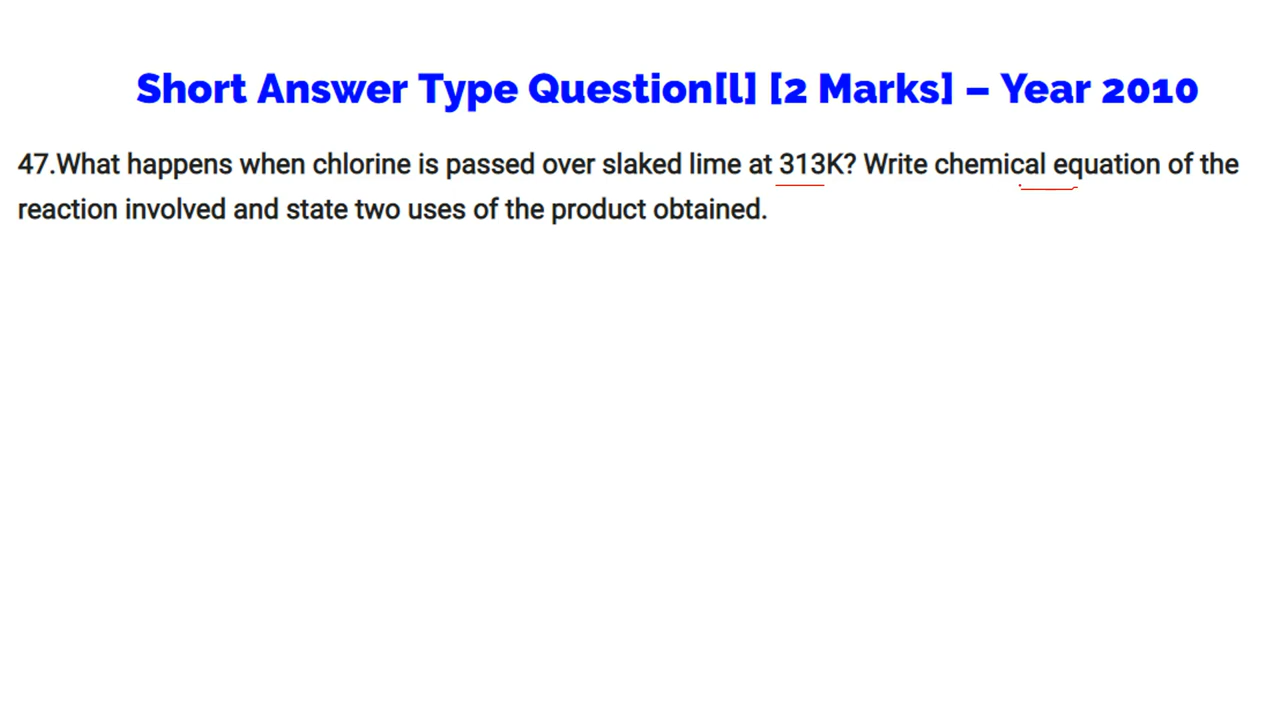 Short Answer Type Question[l] [2 Marks] – Year 2010
47.What happens when chlorine is passed over slaked lime at 313K? Write chemical equation of the
reaction involved and state two uses of the product obtained.